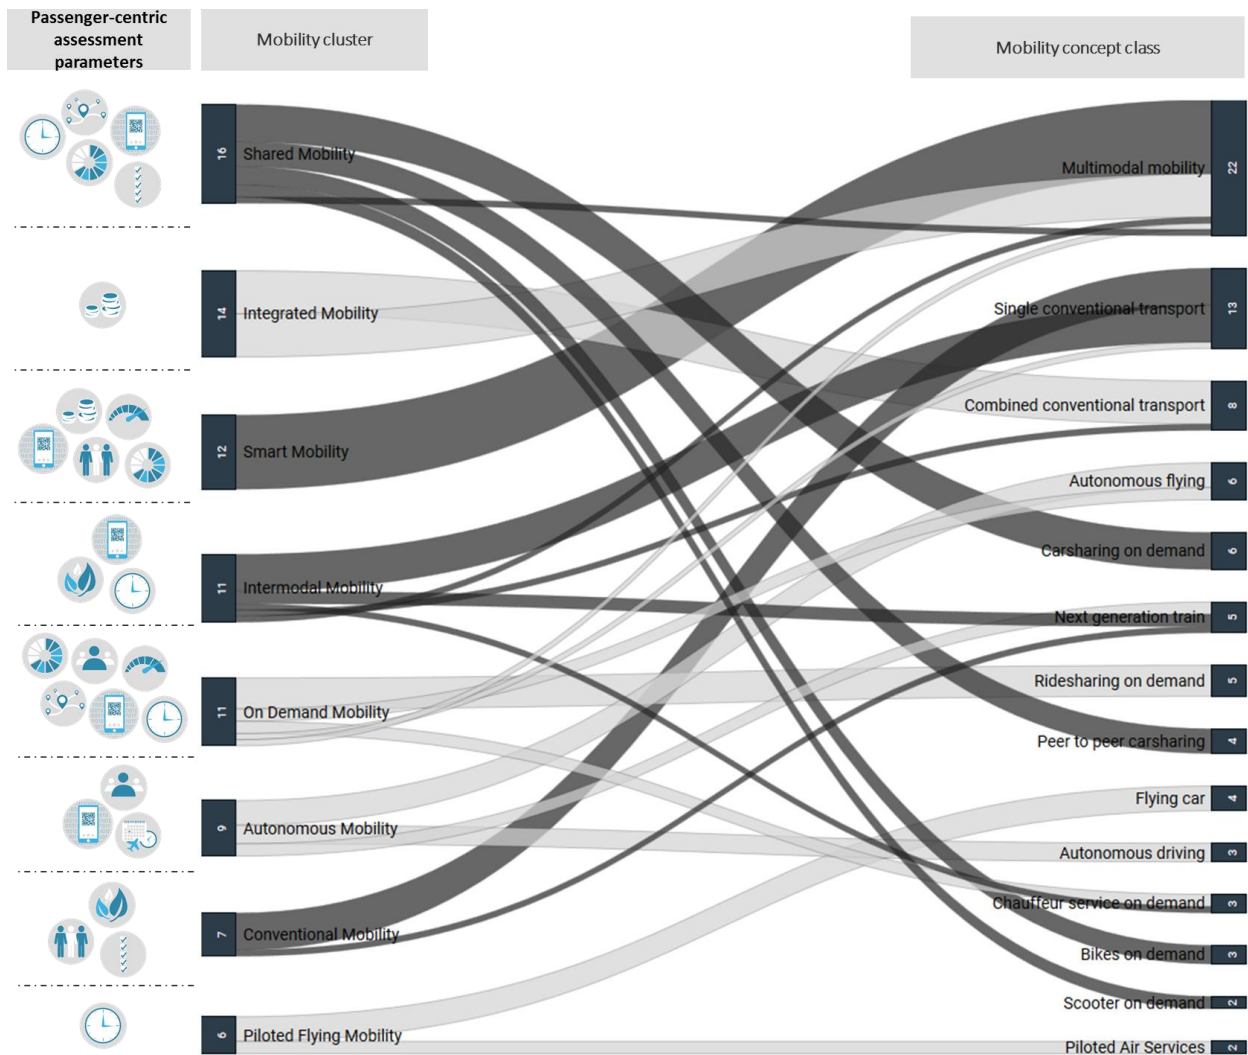 Passenger-centric
assessment
parameters
Mobility cluster
Mobility concept class
16
Shared Mobility
14
Integrated Mobility
12
Smart Mobility
11
Intermodal Mobility
11
On Demand Mobility
9
Autonomous Mobility
7
Conventional Mobility
6
Piloted Flying Mobility
Multimodal mobility
22
Single conventional transport
13
Combined conventional transport
8
Autonomous flying
6
Carsharing on demand
6
Next generation train
5
Ridesharing on demand
5
Peer to peer carsharing
4
Flying car
4
Autonomous driving
3
Chauffeur service on demand
3
Bikes on demand
3
Scooter on demand
2
Piloted Air Services
2